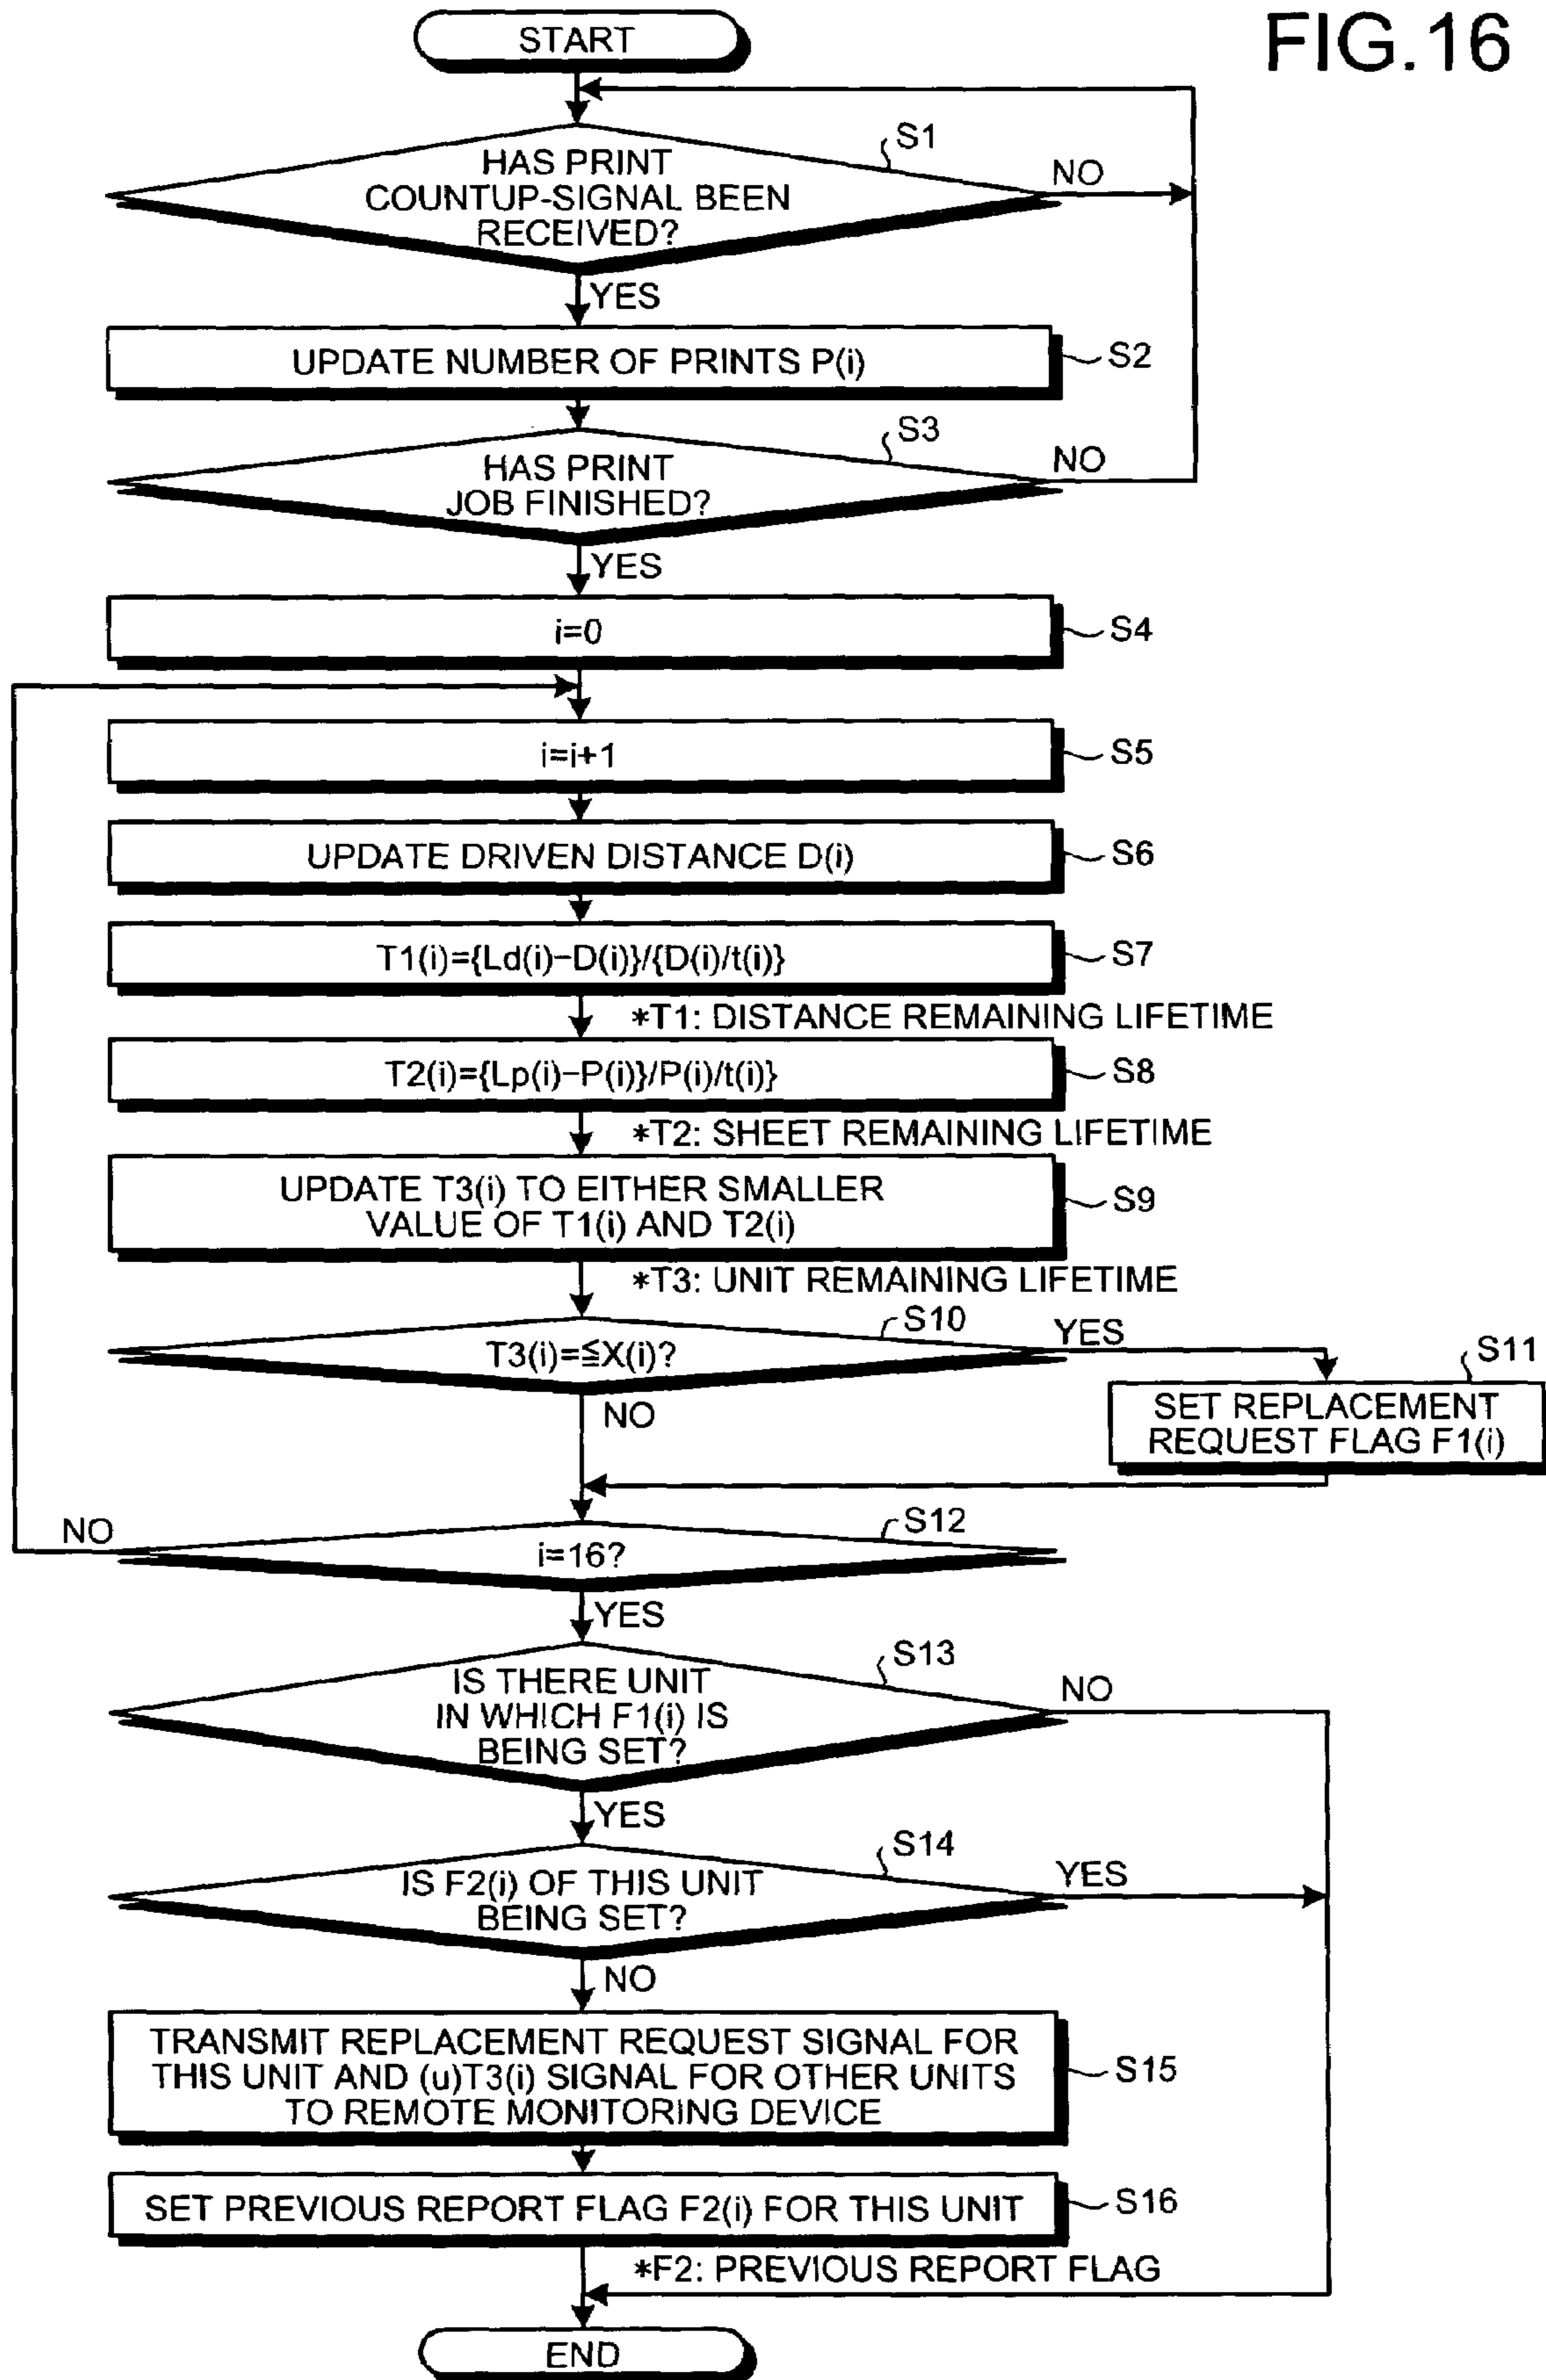 FIG.16
START
HAS PRINT
COUNTUP-SIGNAL BEEN
RECEIVED?
S1
NO
YES
UPDATE NUMBER OF PRINTS P(i)
S2
HAS PRINT
JOB FINISHED?
S3
NO
YES
i=0
S4
i=i+1
S5
UPDATE DRIVEN DISTANCE D(i)
S6
T1(i)={Ld(i)−D(i)}/{D(i)/t(i)}
S7
*T1: DISTANCE REMAINING LIFETIME
T2(i)={Lp(i)−P(i)}/P(i)/t(i)}
S8
*T2: SHEET REMAINING LIFETIME
UPDATE T3(i) TO EITHER SMALLER
VALUE OF T1(i) AND T2(i)
S9
*T3: UNIT REMAINING LIFETIME
T3(i)=≦X(i)?
S10
YES
NO
S11
SET REPLACEMENT
REQUEST FLAG F1(i)
i=16?
S12
NO
YES
IS THERE UNIT
IN WHICH F1(i) IS
BEING SET?
S13
NO
YES
IS F2(i) OF THIS UNIT
BEING SET?
S14
YES
NO
TRANSMIT REPLACEMENT REQUEST SIGNAL FOR
THIS UNIT AND (u)T3(i) SIGNAL FOR OTHER UNITS
TO REMOTE MONITORING DEVICE
S15
SET PREVIOUS REPORT FLAG F2(i) FOR THIS UNIT
S16
*F2: PREVIOUS REPORT FLAG
END